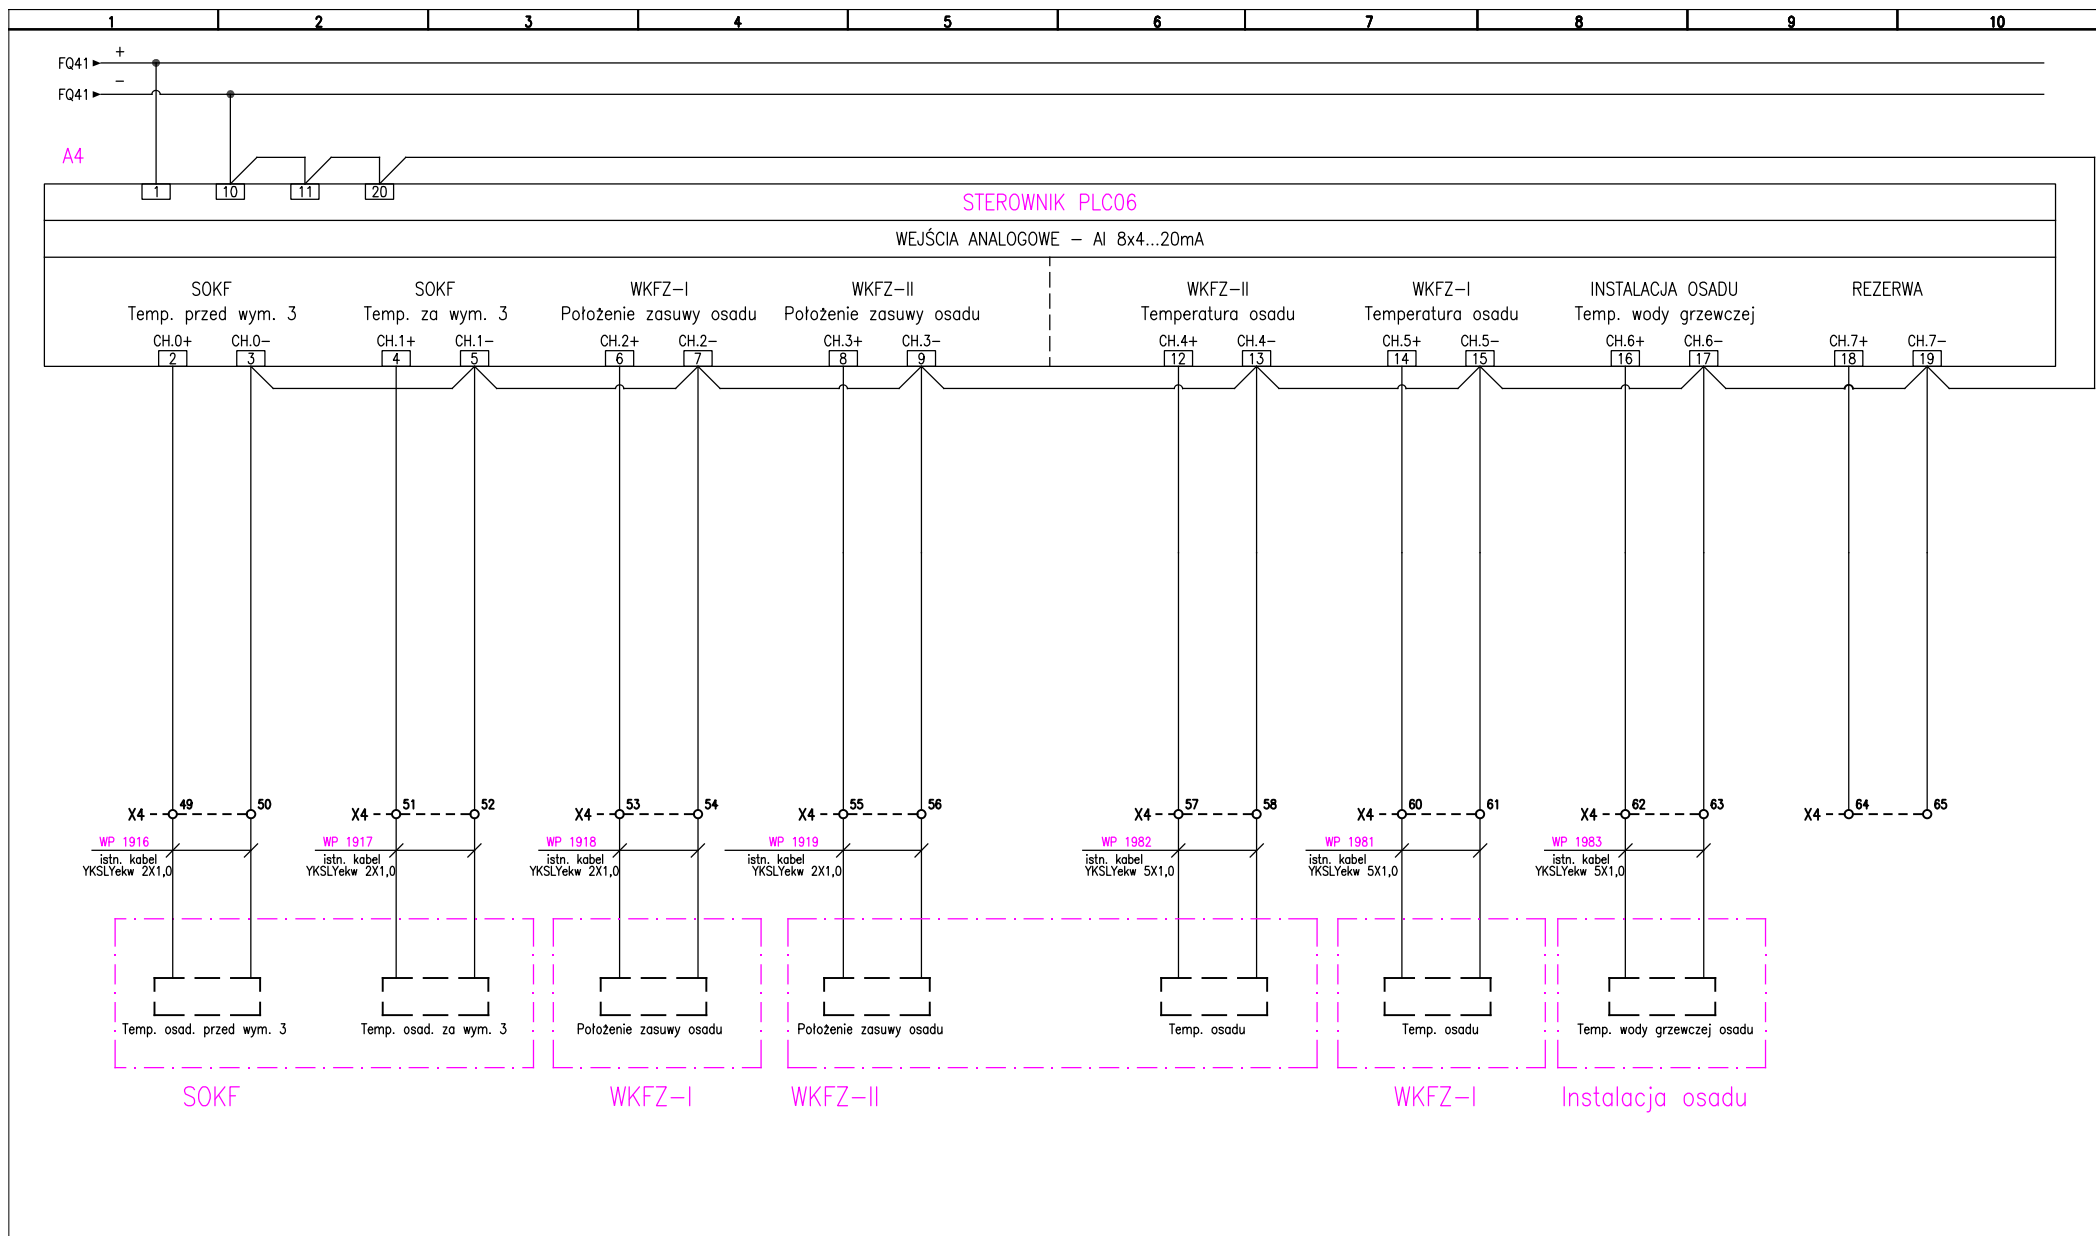 1 2 3 4 5 6 7 8 9 10
+
FQ41
−
FQ41
A4
1 10 11 20
STEROWNIK PLC06
WEJŚCIA ANALOGOWE − AI 8x4...20mA
SOKF SOKF WKFZ−I WKFZ−II WKFZ−II WKFZ−I INSTALACJA OSADU REZERWA
Temp. przed wym. 3 Temp. za wym. 3 Położenie zasuwy osadu Położenie zasuwy osadu Temperatura osadu Temperatura osadu Temp. wody grzewczej
CH.0+ CH.0− CH.1+ CH.1− CH.2+ CH.2− CH.3+ CH.3− CH.4+ CH.4− CH.5+ CH.5− CH.6+ CH.6− CH.7+ CH.7−
2 3 4 5 6 7 8 9 12 13 14 15 16 17 18 19
X4 49 50 X4 51 52 X4 53 54 X4 55 56 X4 57 58 X4 60 61 X4 62 63 X4 64 65
WP 1916 WP 1917 WP 1918 WP 1919 WP 1982 WP 1981 WP 1983
istn. kabel istn. kabel istn. kabel istn. kabel istn. kabel istn. kabel istn. kabel
YKSLYekw 2X1,0 YKSLYekw 2X1,0 YKSLYekw 2X1,0 YKSLYekw 2X1,0 YKSLYekw 5X1,0 YKSLYekw 5X1,0 YKSLYekw 5X1,0
Temp. osad. przed wym. 3 Temp. osad. za wym. 3 Położenie zasuwy osadu Położenie zasuwy osadu Temp. osadu Temp. osadu Temp. wody grzewczej osadu
SOKF WKFZ−I WKFZ−II WKFZ−I Instalacja osadu